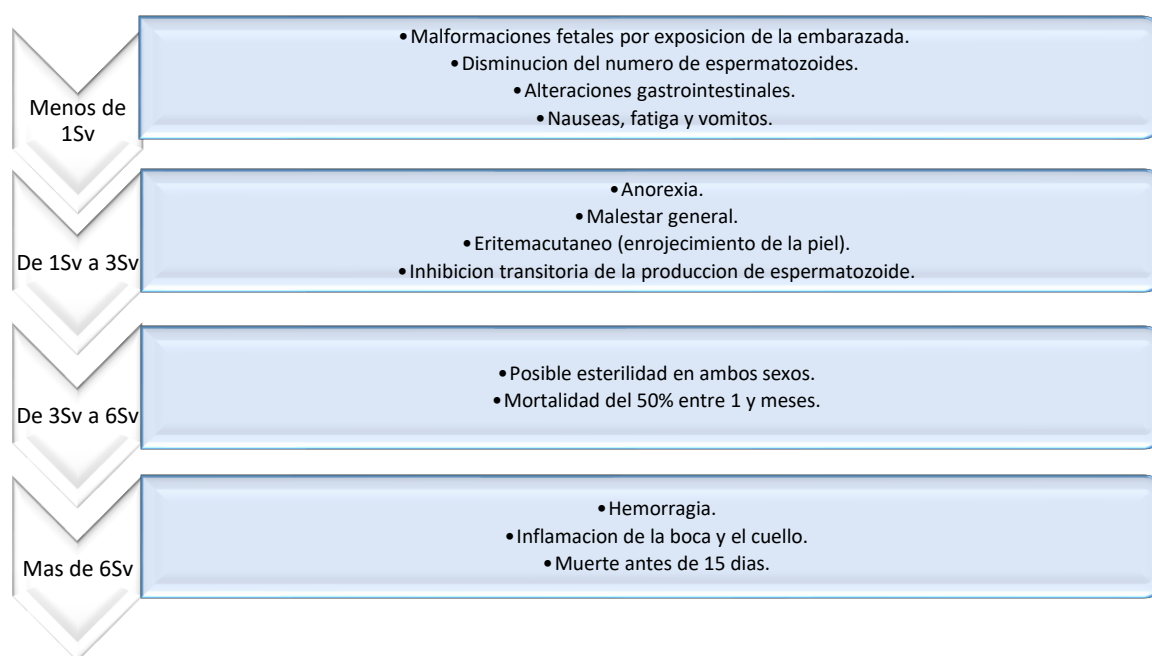 Menos de
1Sv
•Malformaciones fetales por exposicion de la embarazada.
•Disminucion del numero de espermatozoides.
•Alteraciones gastrointestinales.
•Nauseas, fatiga y vomitos.
De 1Sv a 3Sv
•Anorexia.
•Malestar general.
•Eritemacutaneo (enrojecimiento de la piel).
•Inhibicion transitoria de la produccion de espermatozoide.
De 3Sv a 6Sv
•Posible esterilidad en ambos sexos.
•Mortalidad del 50% entre 1 y meses.
Mas de 6Sv
•Hemorragia.
•Inflamacion de la boca y el cuello.
•Muerte antes de 15 dias.